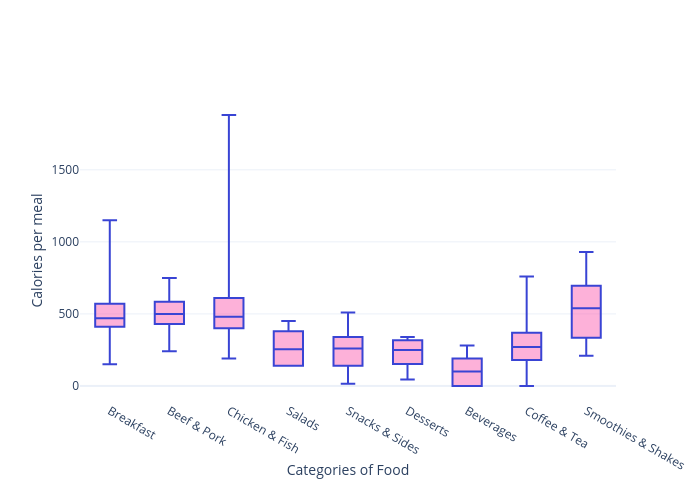 1500
1000
500
0
Calories per meal
Breakfast
Beef & Pork
Chicken & Fish
Salads
Snacks & Sides
Desserts
Beverages
Coffee & Tea
Smoothies & Shakes
Categories of Food